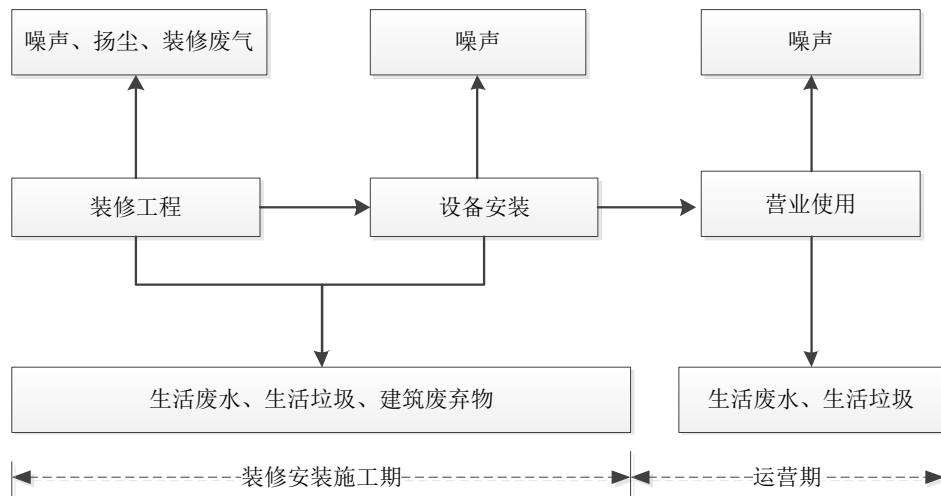 噪声、扬尘、装修废气
噪声
噪声
装修工程
设备安装
营业使用
生活废水、生活垃圾、建筑废弃物
生活废水、生活垃圾
装修安装施工期
运营期